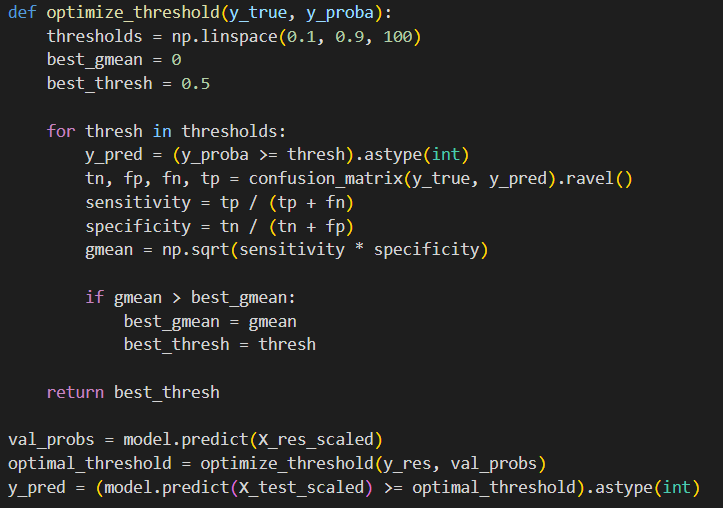 def optimize_threshold(y_true, y_proba):
    thresholds = np.linspace(0.1, 0.9, 100)
    best_gmean = 0
    best_thresh = 0.5

    for thresh in thresholds:
        y_pred = (y_proba >= thresh).astype(int)
        tn, fp, fn, tp = confusion_matrix(y_true, y_pred).ravel()
        sensitivity = tp / (tp + fn)
        specificity = tn / (tn + fp)
        gmean = np.sqrt(sensitivity * specificity)

        if gmean > best_gmean:
            best_gmean = gmean
            best_thresh = thresh

    return best_thresh

val_probs = model.predict(X_res_scaled)
optimal_threshold = optimize_threshold(y_res, val_probs)
y_pred = (model.predict(X_test_scaled) >= optimal_threshold).astype(int)